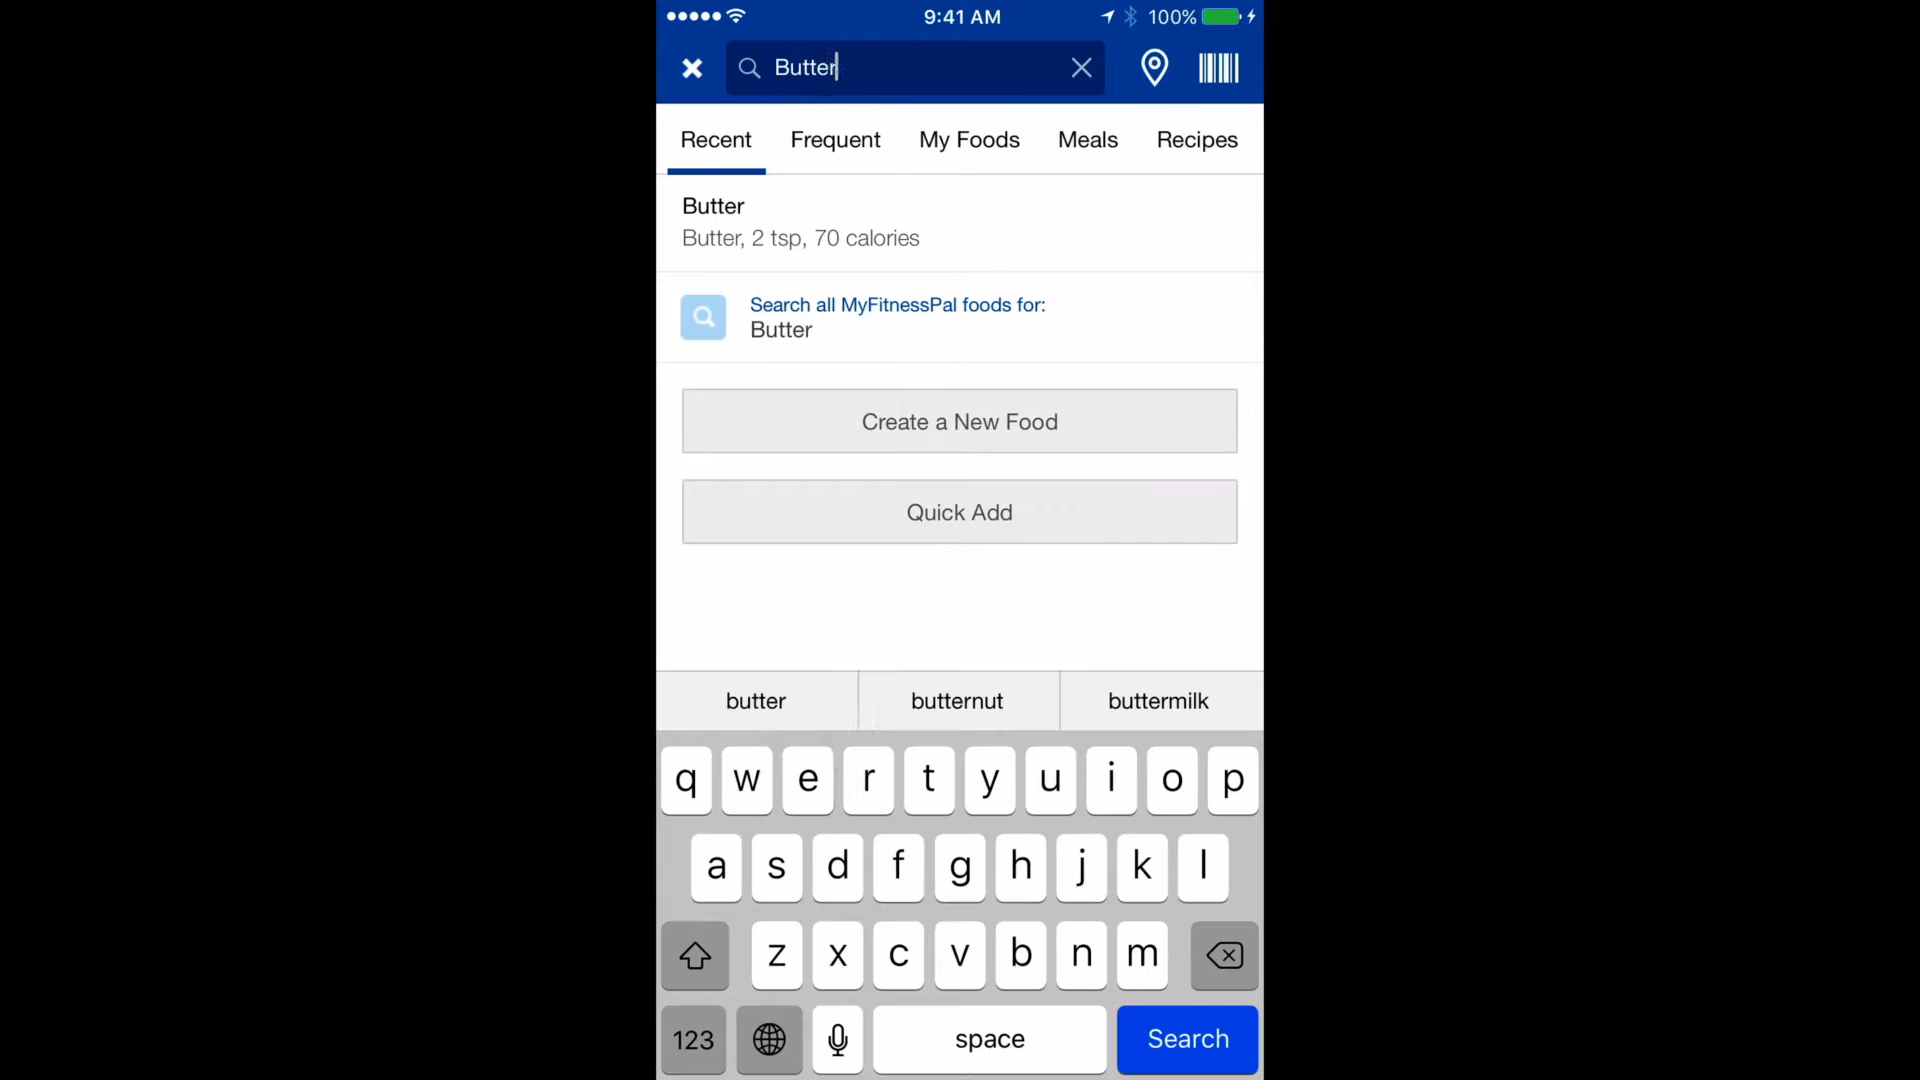 9:41 AM 100%
Butter
Recent Frequent My Foods Meals Recipes
Butter
Butter, 2 tsp, 70 calories
Search all MyFitnessPal foods for:
Butter
Create a New Food
Quick Add
butter butternut buttermilk
q w e r t y u i o p
a s d f g h j k l
z x c v b n m
123 space Search